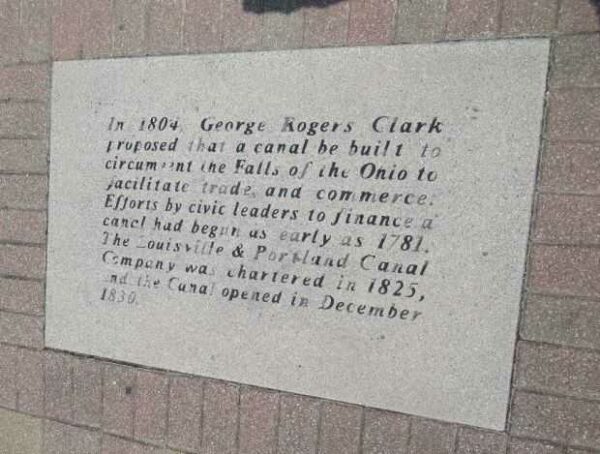 In 1804, George Rogers Clark
proposed that a canal be built to
circumvent the Falls of the Ohio to
facilitate trade, and commerce.
Efforts by civic leaders to finance a
canal had begun as early as 1781.
The Louisville & Portland Canal
Company was chartered in 1825,
and the Canal opened in December
1830.